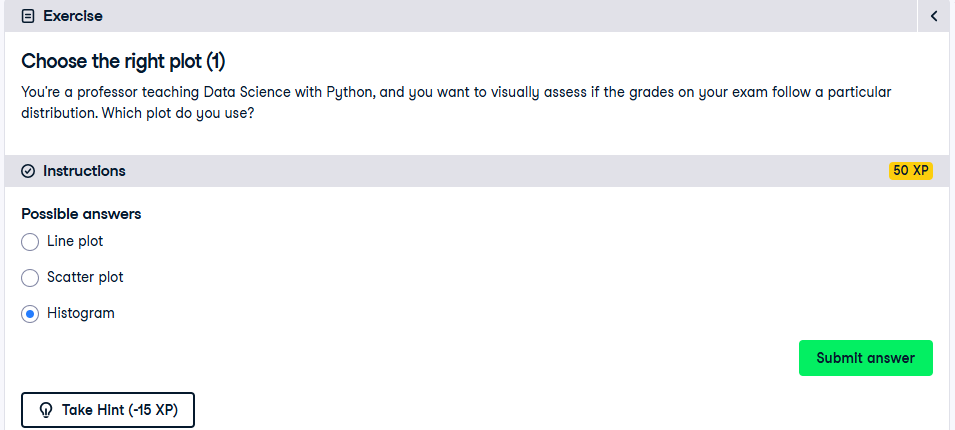 Exercise
Choose the right plot (1)
You're a professor teaching Data Science with Python, and you want to visually assess if the grades on your exam follow a particular
distribution. Which plot do you use?
Instructions
50 XP
Possible answers
Line plot
Scatter plot
Histogram
Submit answer
Take Hint (-15 XP)